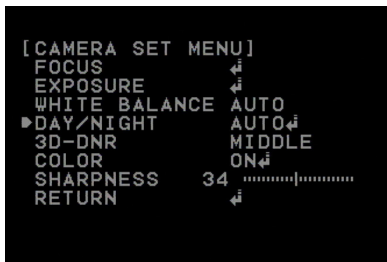 [CAMERA SET MENU]
FOCUS ↲
EXPOSURE ↲
WHITE BALANCE AUTO
DAY/NIGHT AUTO↲
3D-DNR MIDDLE
COLOR ON↲
SHARPNESS 34
RETURN ↲